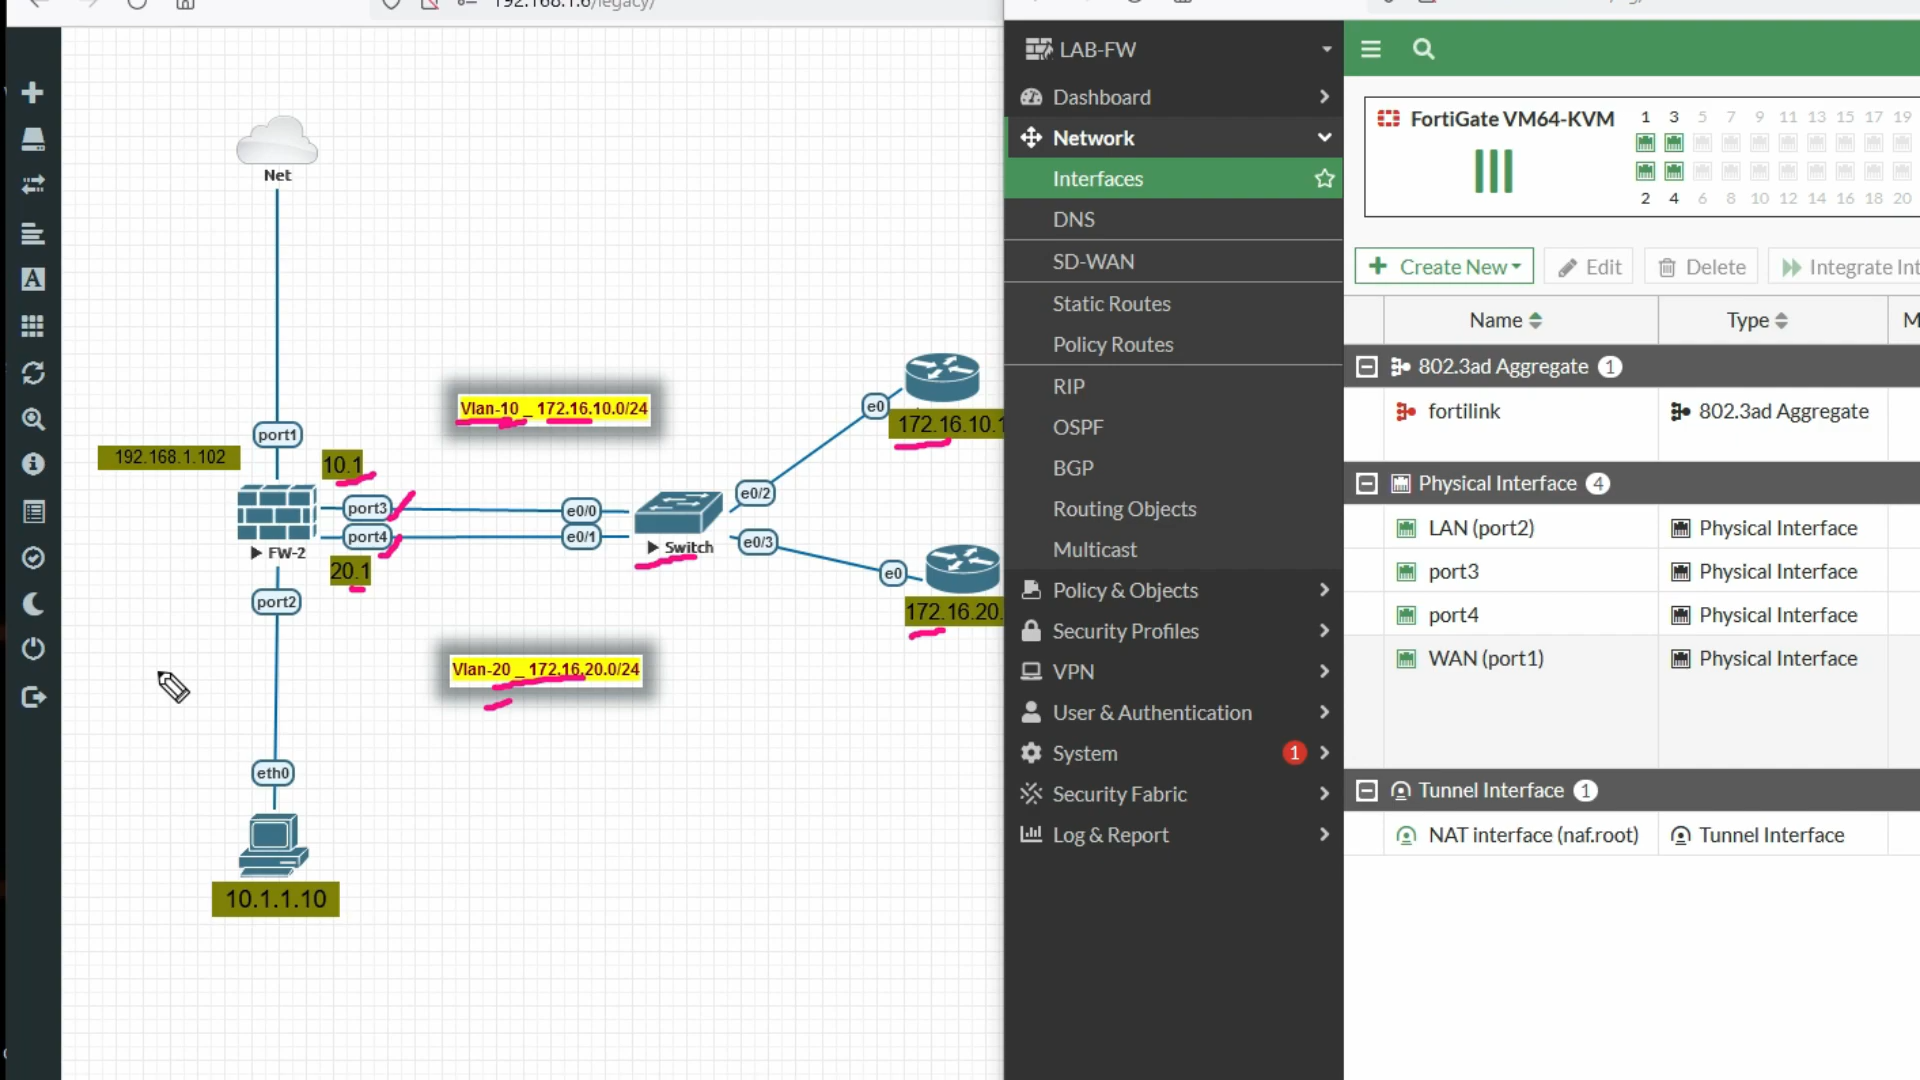 192.168.1.6/legacy/
Net
port1
192.168.1.102
10.1
port3
port4
FW-2
20.1
port2
eth0
10.1.1.10
Vlan-10 _ 172.16.10.0/24
e0/0
e0/1
Switch
e0/2
e0/3
e0
172.16.10.1
e0
172.16.20.
Vlan-20 _ 172.16.20.0/24
LAB-FW
Dashboard
Network
Interfaces
DNS
SD-WAN
Static Routes
Policy Routes
RIP
OSPF
BGP
Routing Objects
Multicast
Policy & Objects
Security Profiles
VPN
User & Authentication
System 1
Security Fabric
Log & Report
FortiGate VM64-KVM
1 3 5 7 9 11 13 15 17 19
2 4 6 8 10 12 14 16 18 20
Create New Edit Delete Integrate Int
Name Type M
802.3ad Aggregate 1
fortilink 802.3ad Aggregate
Physical Interface 4
LAN (port2) Physical Interface
port3 Physical Interface
port4 Physical Interface
WAN (port1) Physical Interface
Tunnel Interface 1
NAT interface (naf.root) Tunnel Interface